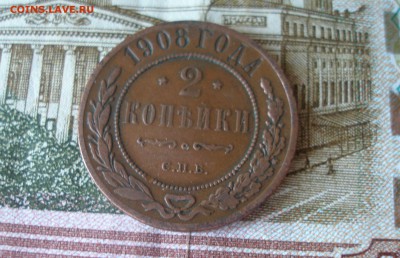 COINS.LAVE.RU
1908 ГОДА
* 2 *
КОПѢЙКИ
С.П.Б.